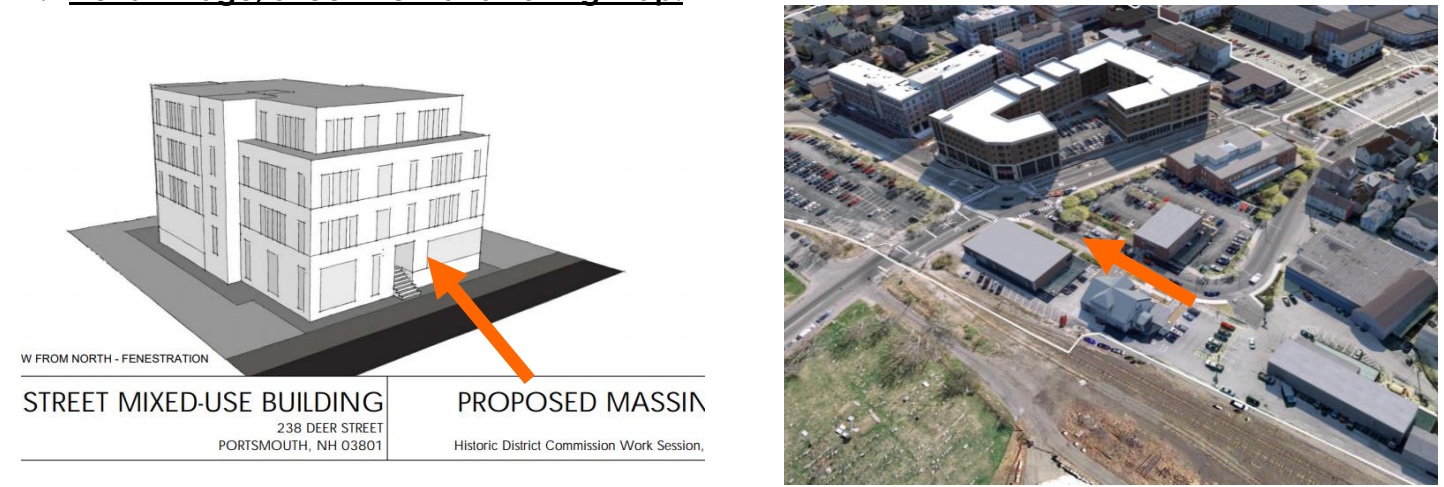 W FROM NORTH - FENESTRATION
STREET MIXED-USE BUILDING
238 DEER STREET
PORTSMOUTH, NH 03801
PROPOSED MASSIN
Historic District Commission Work Session,